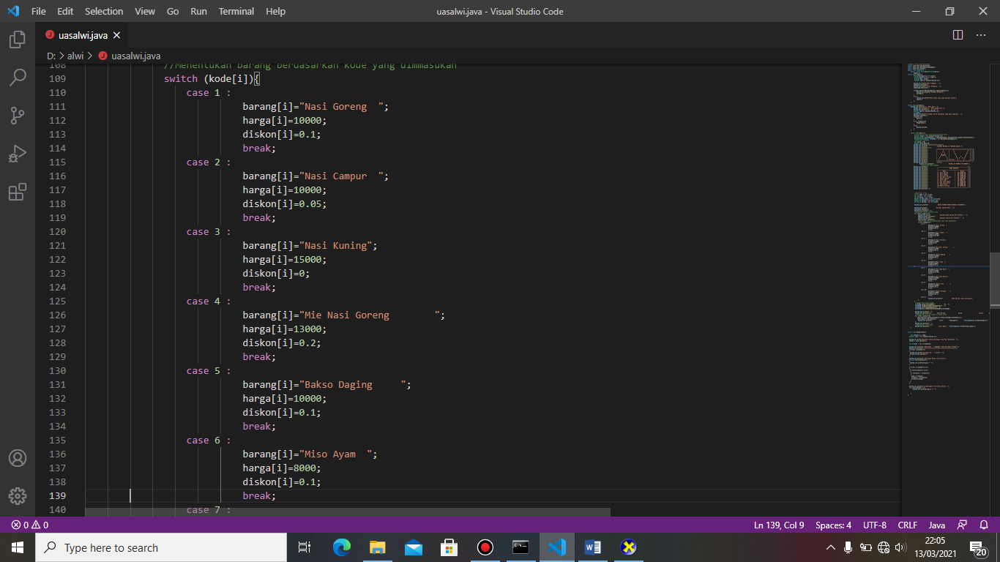 File Edit Selection View Go Run Terminal Help
uasalwi.java - Visual Studio Code
uasalwi.java
D: > alwi > uasalwi.java
108 //Menentukan barang berdasarkan kode yang dimmasukan
109 switch (kode[i]){
110 case 1 :
111 barang[i]="Nasi Goreng  ";
112 harga[i]=10000;
113 diskon[i]=0.1;
114 break;
115 case 2 :
116 barang[i]="Nasi Campur  ";
117 harga[i]=10000;
118 diskon[i]=0.05;
119 break;
120 case 3 :
121 barang[i]="Nasi Kuning";
122 harga[i]=15000;
123 diskon[i]=0;
124 break;
125 case 4 :
126 barang[i]="Mie Nasi Goreng        ";
127 harga[i]=13000;
128 diskon[i]=0.2;
129 break;
130 case 5 :
131 barang[i]="Bakso Daging     ";
132 harga[i]=10000;
133 diskon[i]=0.1;
134 break;
135 case 6 :
136 barang[i]="Miso Ayam  ";
137 harga[i]=8000;
138 diskon[i]=0.1;
139 break;
140 case 7 :
0 0 Ln 139, Col 9 Spaces: 4 UTF-8 CRLF Java
Type here to search
22:05
13/03/2021
20